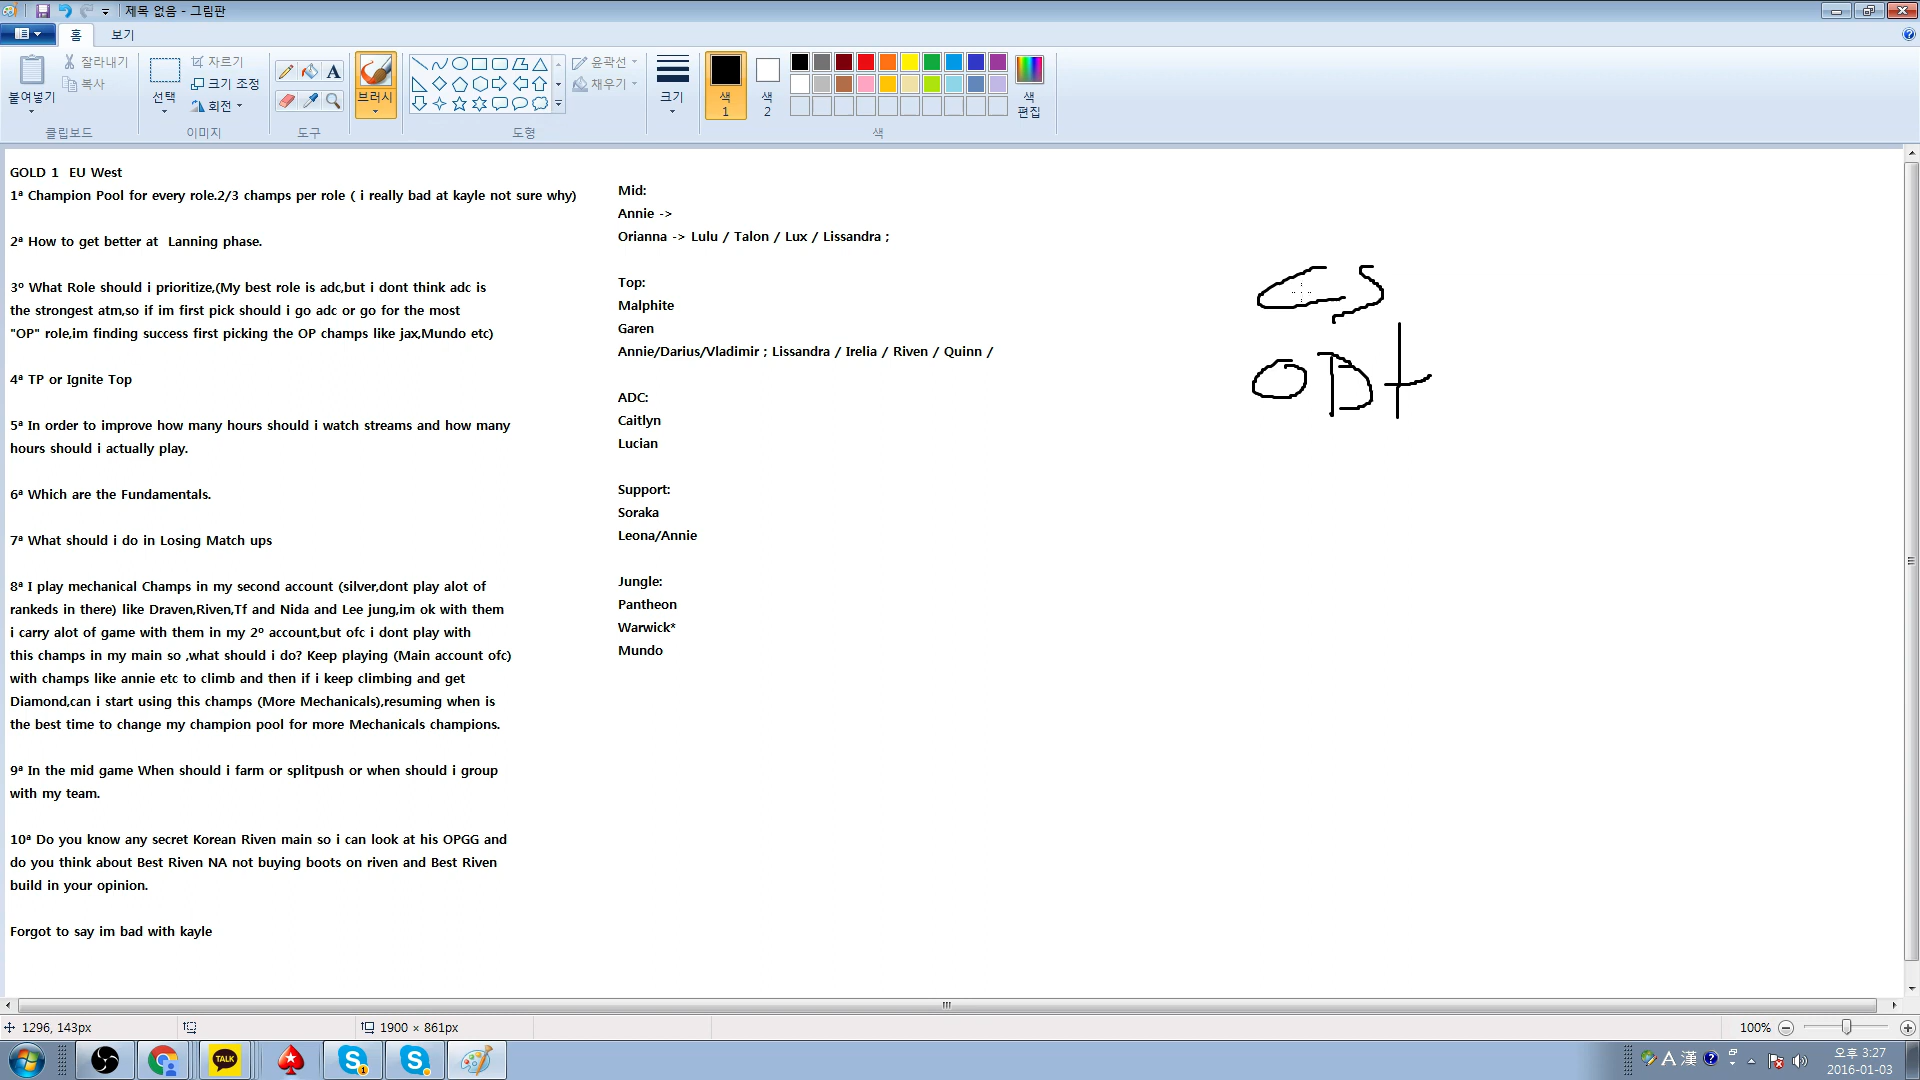 제목 없음 - 그림판
홈
보기
붙여넣기
잘라내기
복사
클립보드
선택
자르기
크기 조정
회전
이미지
A
도구
브러시
윤곽선
채우기
도형
크기
색 1
색 2
색 편집
색
GOLD 1 EU West
1ª Champion Pool for every role.2/3 champs per role ( i really bad at kayle not sure why)
2ª How to get better at Lanning phase.
3º What Role should i prioritize,(My best role is adc,but i dont think adc is
the strongest atm,so if im first pick should i go adc or go for the most
"OP" role,im finding success first picking the OP champs like jax,Mundo etc)
4ª TP or Ignite Top
5ª In order to improve how many hours should i watch streams and how many
hours should i actually play.
6ª Which are the Fundamentals.
7ª What should i do in Losing Match ups
8ª I play mechanical Champs in my second account (silver,dont play alot of
rankeds in there) like Draven,Riven,Tf and Nida and Lee jung,im ok with them
i carry alot of game with them in my 2º account,but ofc i dont play with
this champs in my main so ,what should i do? Keep playing (Main account ofc)
with champs like annie etc to climb and then if i keep climbing and get
Diamond,can i start using this champs (More Mechanicals),resuming when is
the best time to change my champion pool for more Mechanicals champions.
9ª In the mid game When should i farm or splitpush or when should i group
with my team.
10ª Do you know any secret Korean Riven main so i can look at his OPGG and
do you think about Best Riven NA not buying boots on riven and Best Riven
build in your opinion.
Forgot to say im bad with kayle
Mid:
Annie ->
Orianna -> Lulu / Talon / Lux / Lissandra ;
Top:
Malphite
Garen
Annie/Darius/Vladimir ; Lissandra / Irelia / Riven / Quinn /
ADC:
Caitlyn
Lucian
Support:
Soraka
Leona/Annie
Jungle:
Pantheon
Warwick*
Mundo
CS
OD+
1296, 143px
1900 × 861px
100%
TALK
A 漢
오후 3:27
2016-01-03